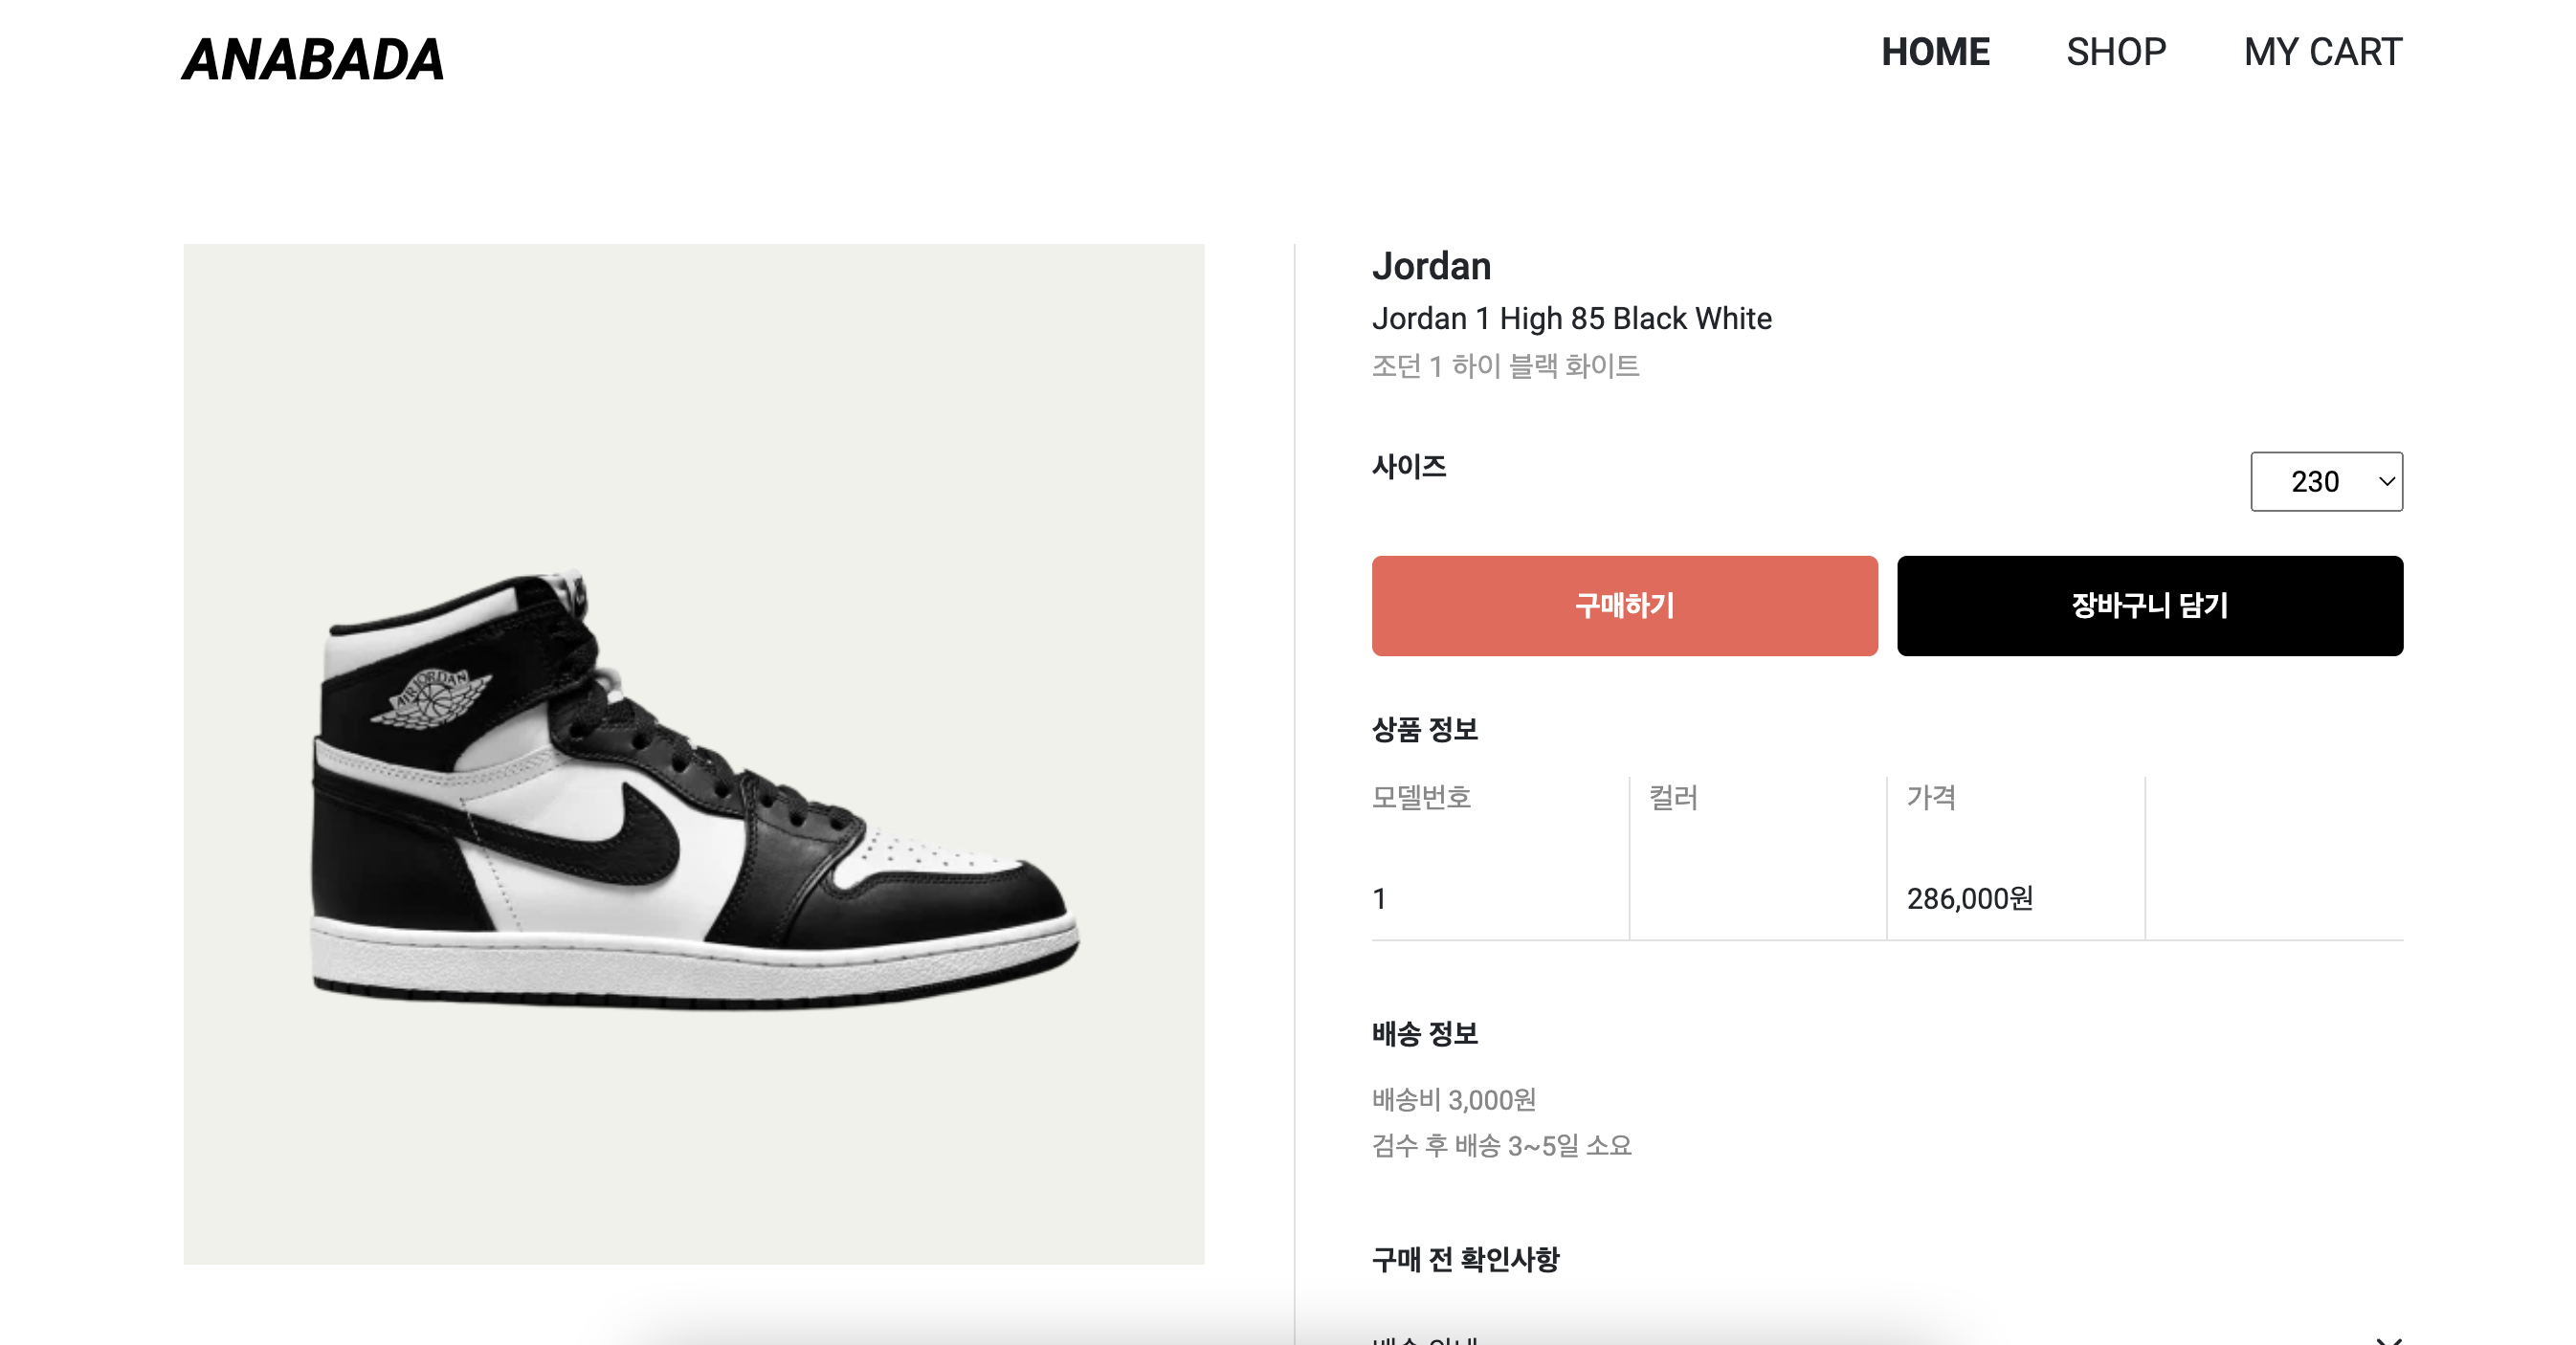 ANABADA
HOME SHOP MY CART
AIR JORDAN
Jordan
Jordan 1 High 85 Black White
조던 1 하이 블랙 화이트
사이즈
230
구매하기
장바구니 담기
상품 정보
모델번호 컬러 가격
1 286,000원
배송 정보
배송비 3,000원
검수 후 배송 3~5일 소요
구매 전 확인사항